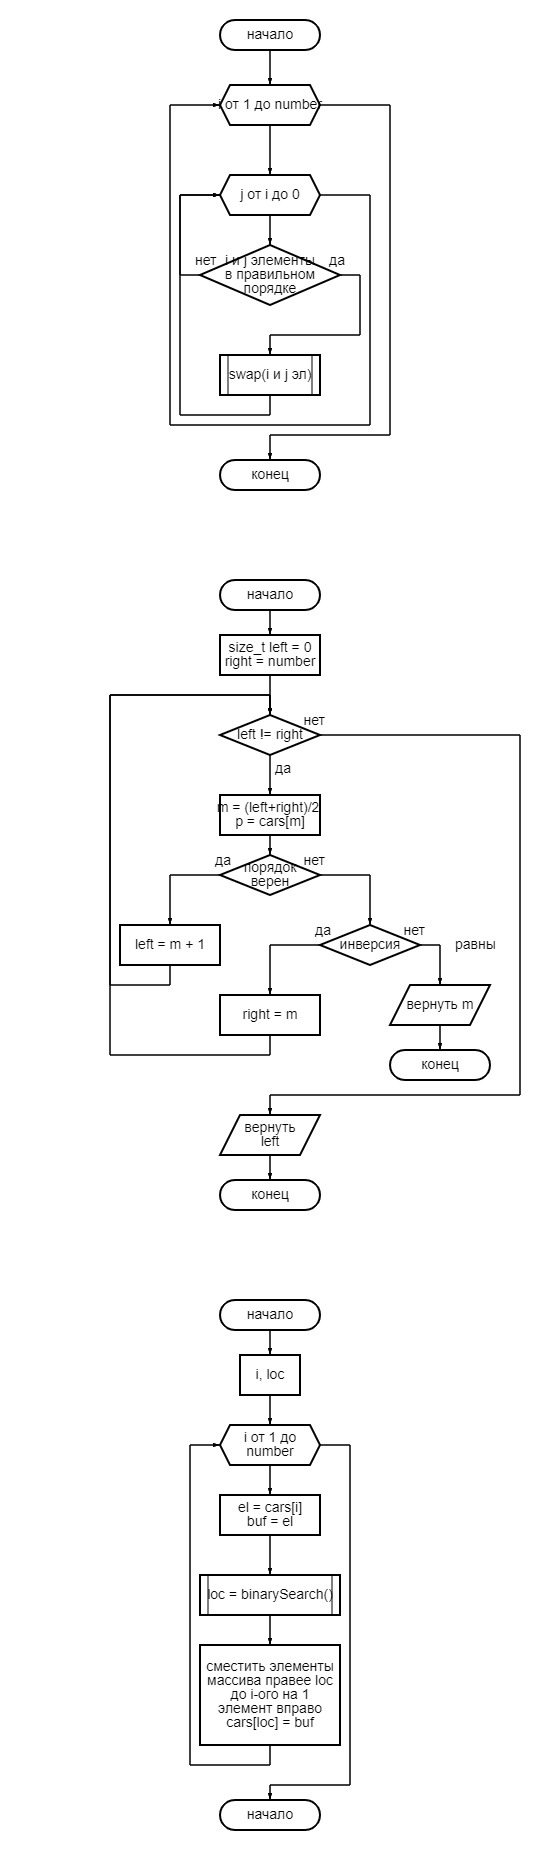 начало
i от 1 до number
j от i до 0
нет
i и j элементы
в правильном
порядке
да
swap(i и j эл)
конец
начало
size_t left = 0
right = number
left != right
нет
да
m = (left+right)/2
p = cars[m]
да
порядок
верен
нет
left = m + 1
да
инверсия
нет
равны
right = m
вернуть m
конец
вернуть
left
конец
начало
i, loc
i от 1 до
number
el = cars[i]
buf = el
loc = binarySearch()
сместить элементы
массива правее loc
до i-ого на 1
элемент вправо
cars[loc] = buf
начало